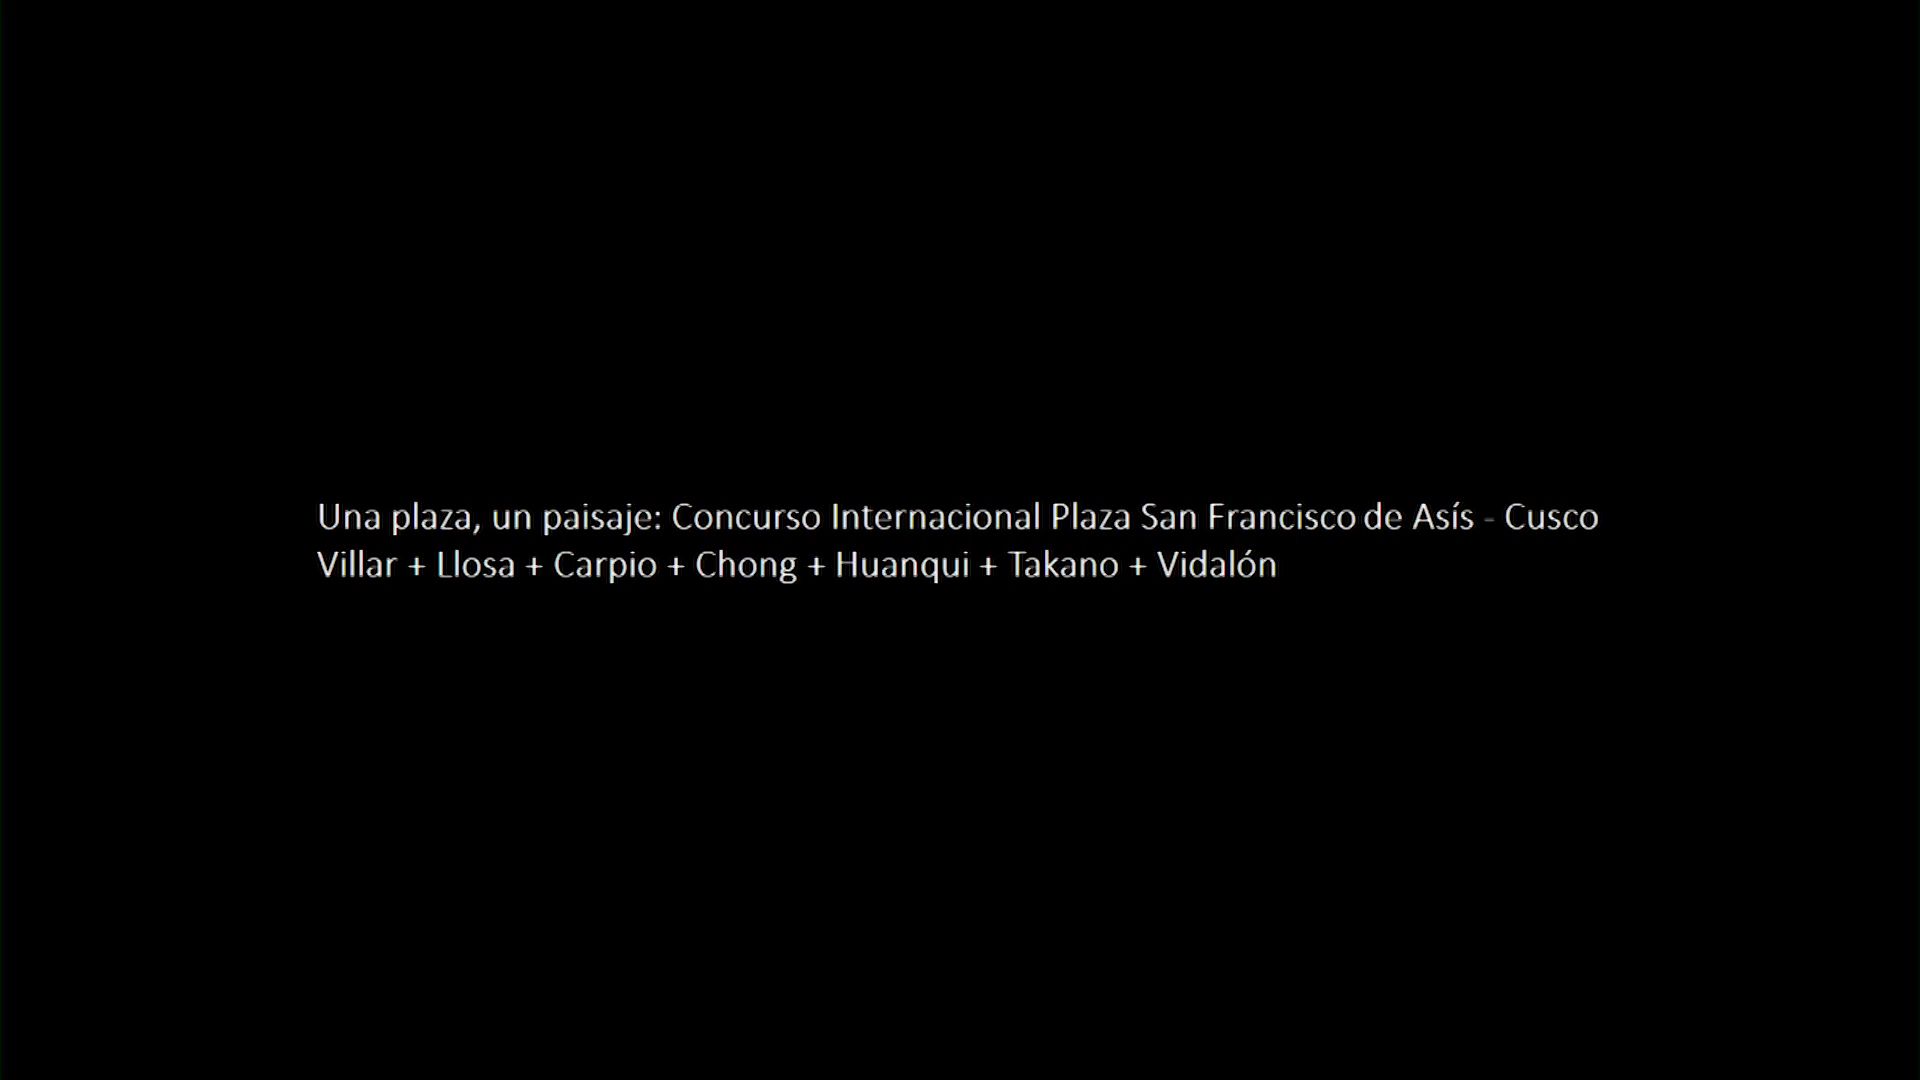 Una plaza, un paisaje: Concurso Internacional Plaza San Francisco de Asís - Cusco
Villar + Llosa + Carpio + Chong + Huanqui + Takano + Vidalón